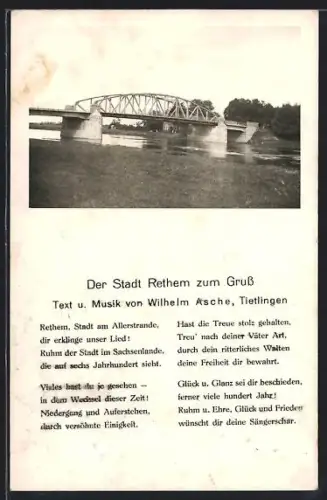 Der Stadt Rethem zum Gruß
Text u. Musik von Wilhelm Asche, Tietlingen
Rethem, Stadt am Allerstrande,
dir erklinge unser Lied!
Ruhm der Stadt im Sachsenlande,
die auf sechs Jahrhundert sieht.
Vieles hast du je gesehen —
in dem Wechsel dieser Zeit!
Niedergang und Auferstehen,
durch versöhnte Einigkeit.
Hast die Treue stolz gehalten,
Treu' nach deiner Väter Art,
durch dein ritterliches Walten
deine Freiheit dir bewahrt.
Glück u. Glanz sei dir beschieden,
ferner viele hundert Jahr!
Ruhm u. Ehre, Glück und Frieden
wünscht dir deine Sängerschar.